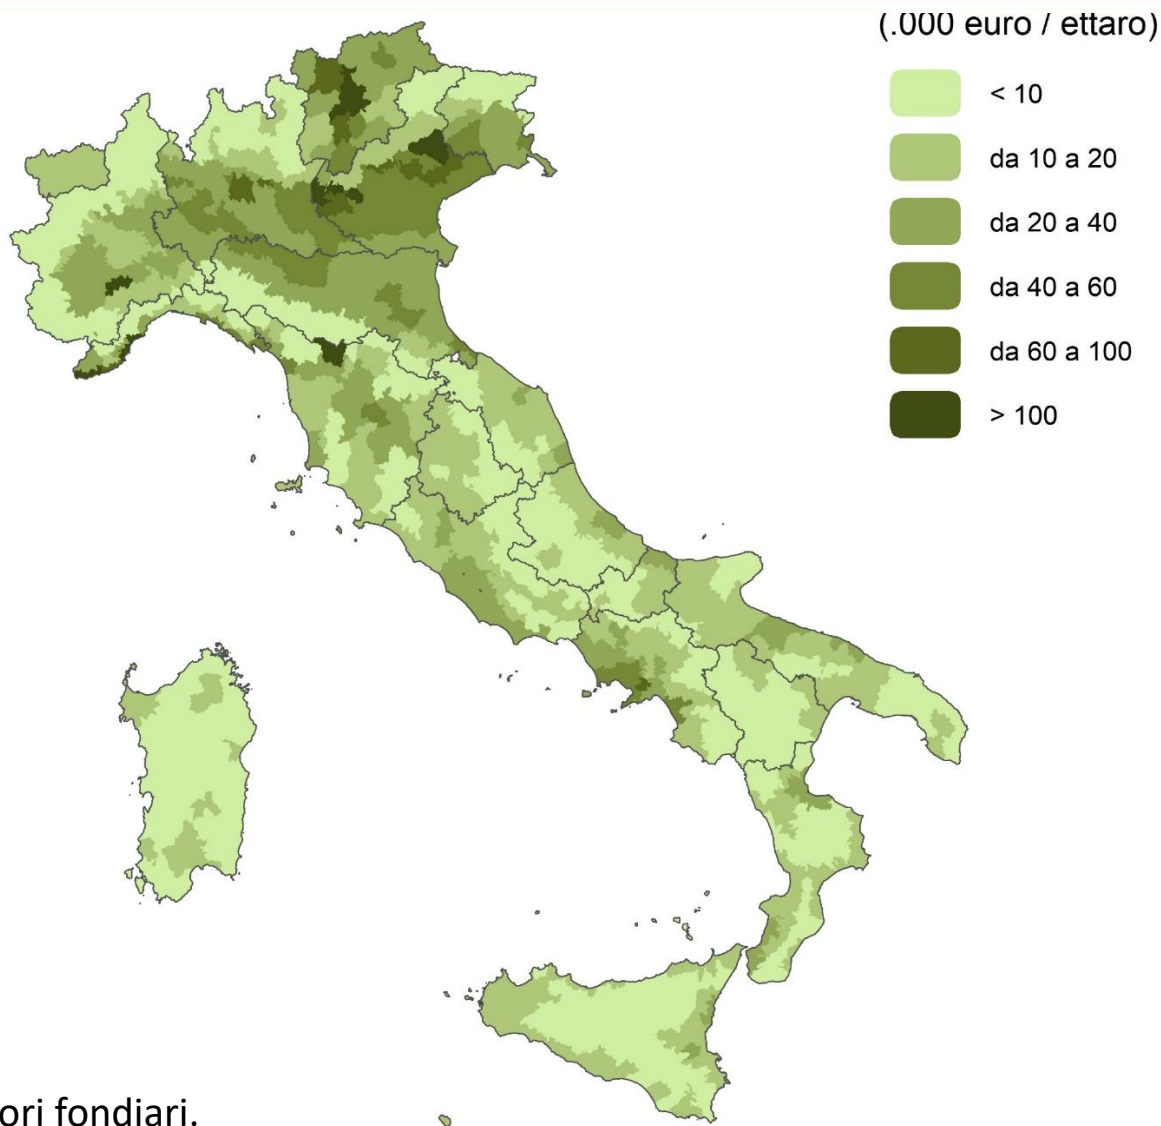 (.000 euro / ettaro)
< 10
da 10 a 20
da 20 a 40
da 40 a 60
da 60 a 100
> 100
ori fondiari.